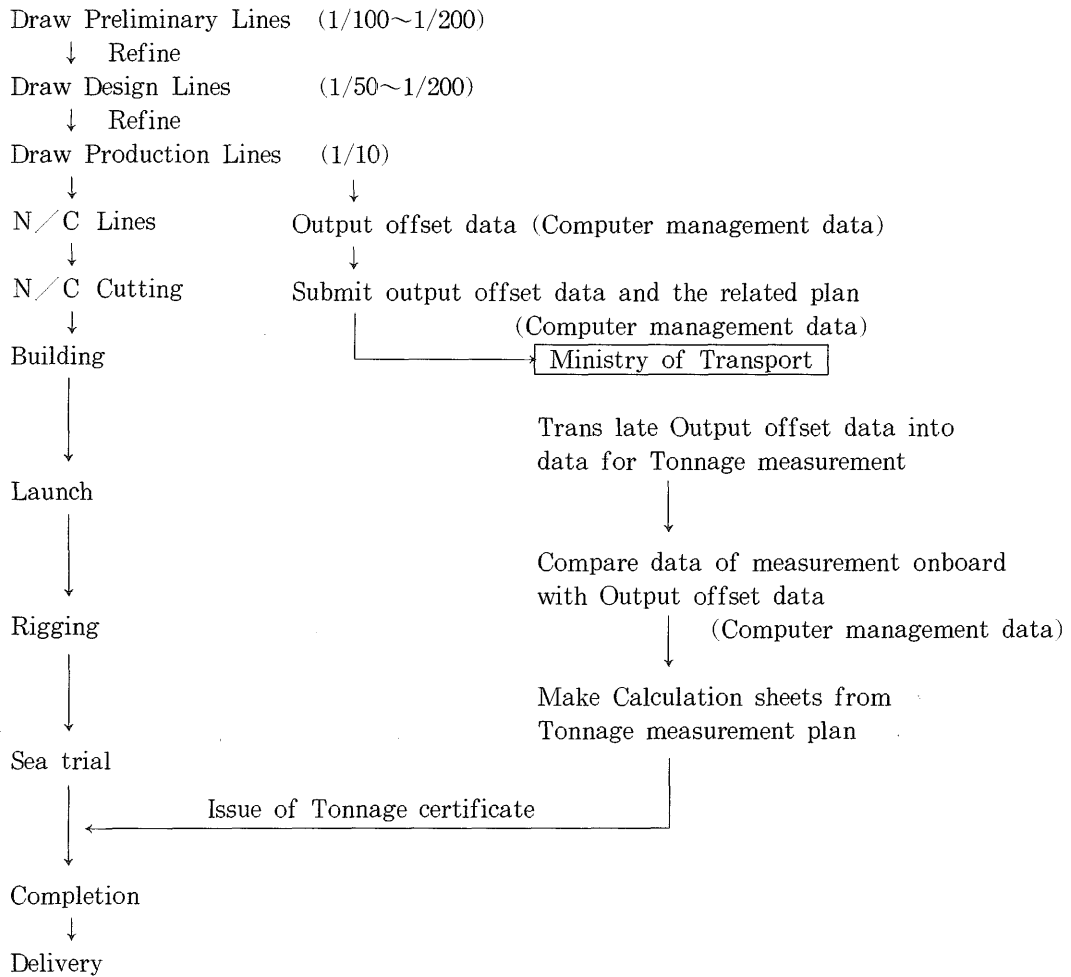 Draw Preliminary Lines (1/100～1/200)
↓ Refine
Draw Design Lines (1/50～1/200)
↓ Refine
Draw Production Lines (1/10)
N／C Lines
Output offset data (Computer management data)
N／C Cutting
Submit output offset data and the related plan
(Computer management data)
Building
Ministry of Transport
Trans late Output offset data into
data for Tonnage measurement
Launch
Compare data of measurement onboard
with Output offset data
Rigging
(Computer management data)
Make Calculation sheets from
Tonnage measurement plan
Sea trial
Issue of Tonnage certificate
Completion
Delivery